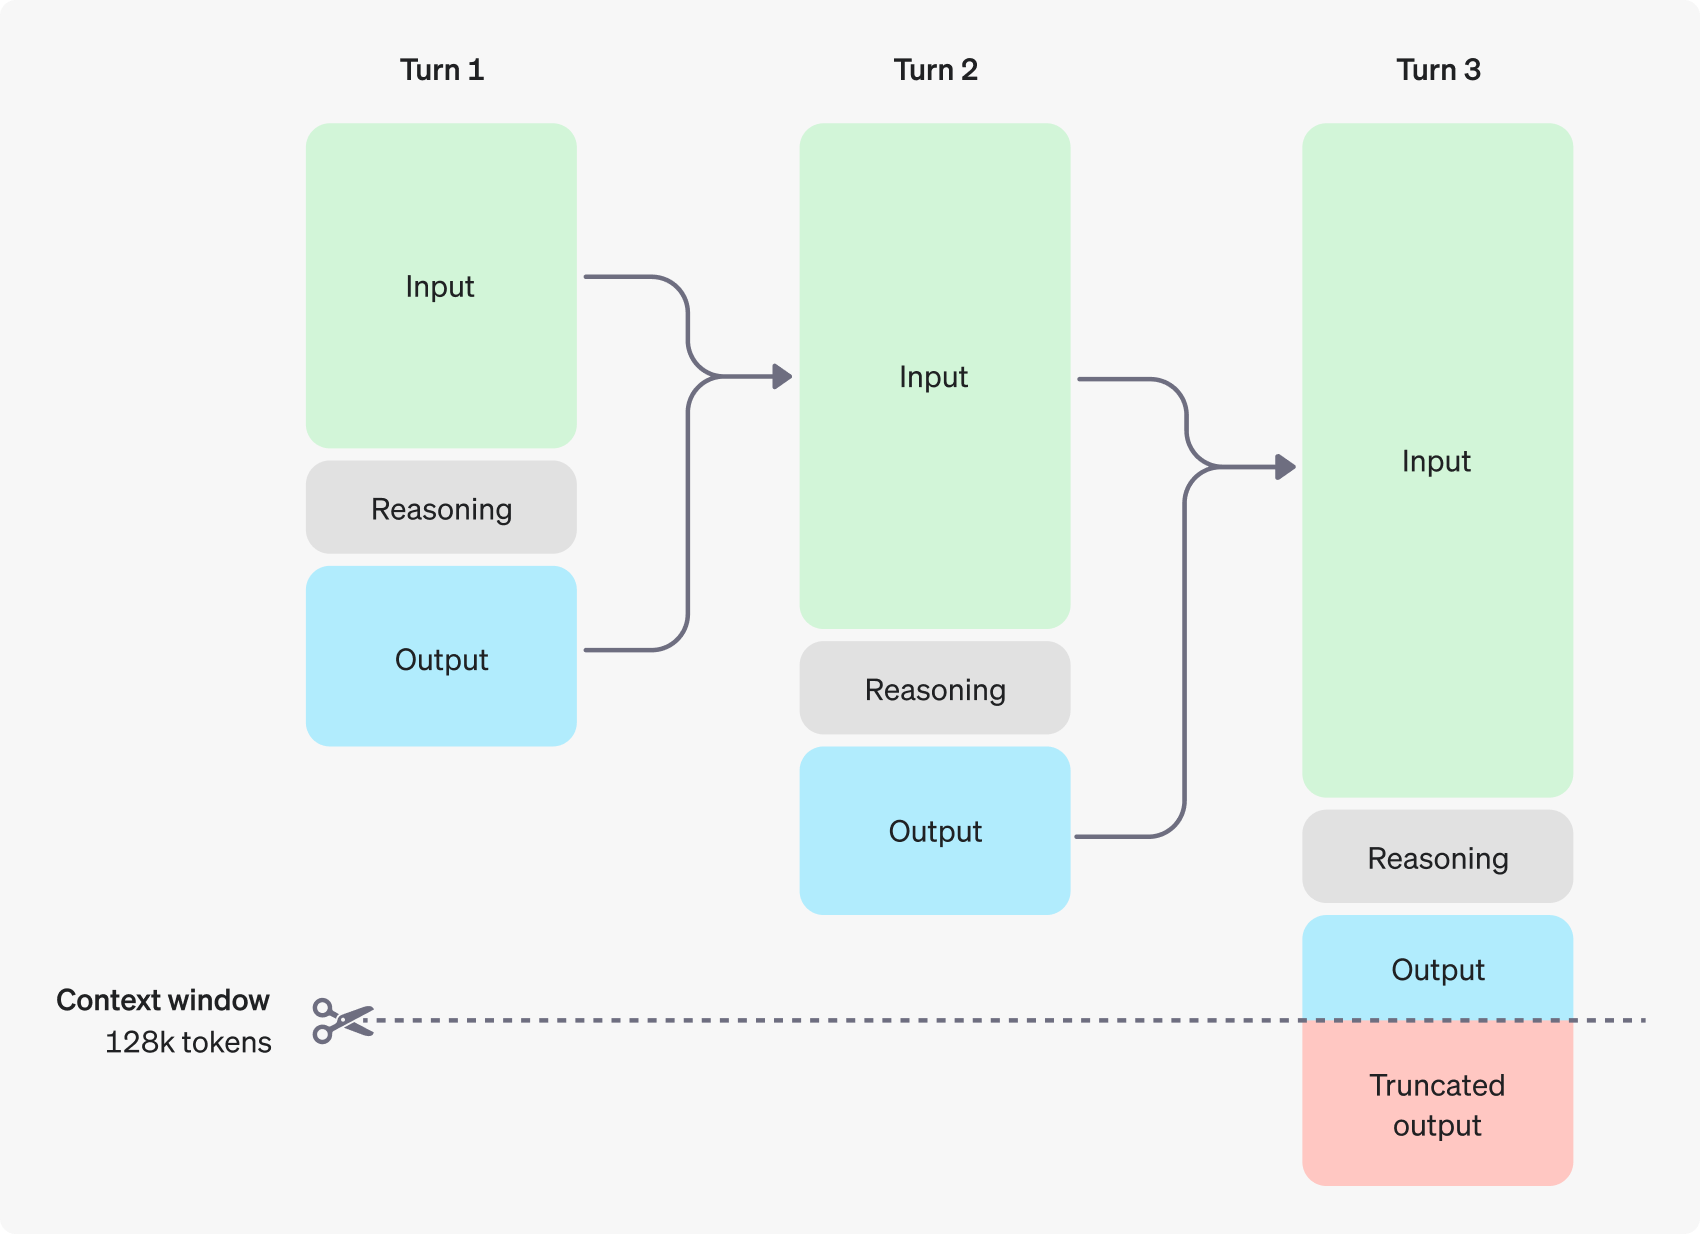 Turn 1
Turn 2
Turn 3
Input
Reasoning
Output
Input
Reasoning
Output
Input
Reasoning
Output
Truncated
output
Context window
128k tokens